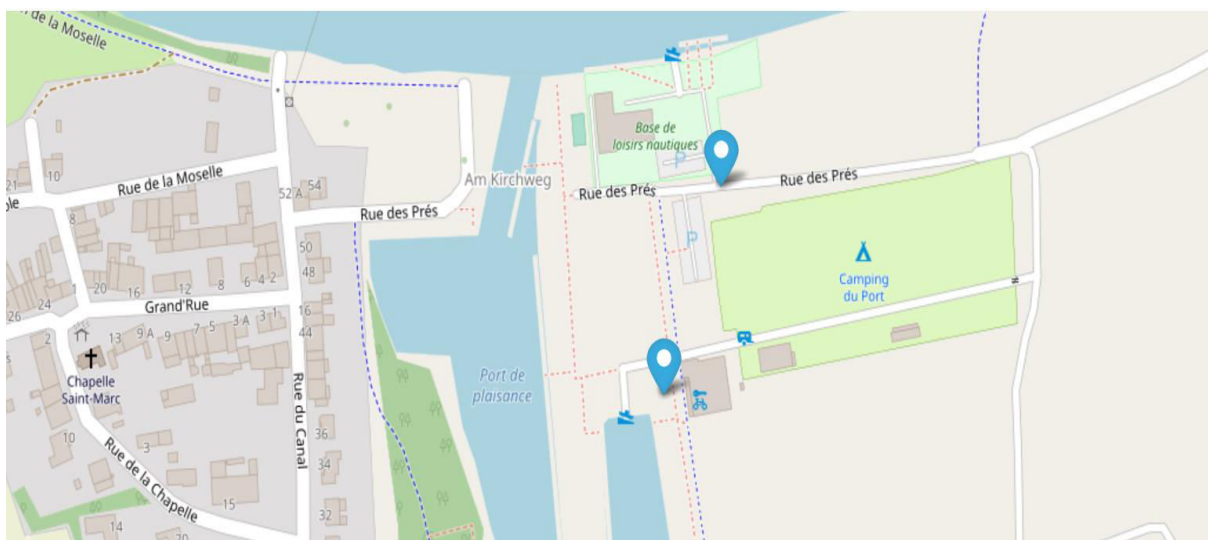 de la Moselle
Base de
loisirs nautiques
P
21
10
Rue de la Moselle
Am Kirchweg
52 A
54
Rue des Prés
Rue des Prés
Rue des Prés
8
50
P
48
Camping
du Port
24
1
20
16
12
8
6
4
2
Grand'Rue
16
26
2
13
9 A
9
7
5
3 A
3
1
44
Chapelle
Saint-Marc
Port de
plaisance
Rue du Canal
10
3
36
34
Rue de la Chapelle
15
32
14
20